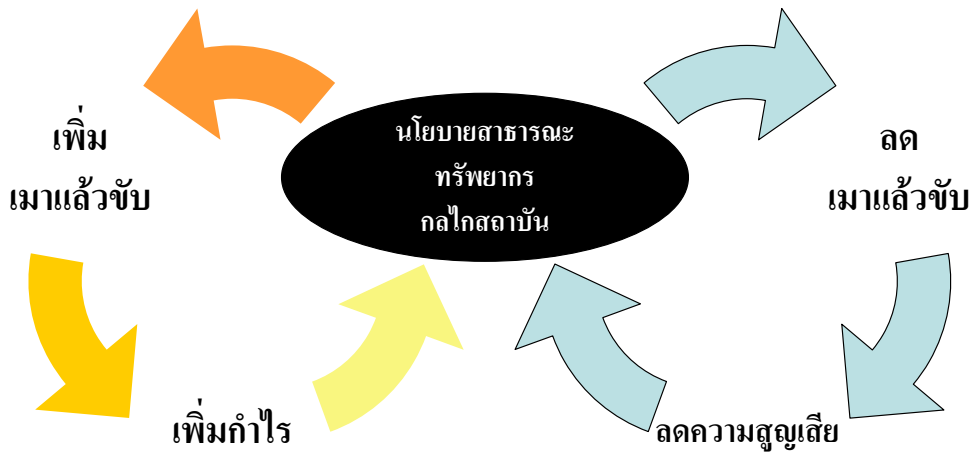 นโยบายสาธารณะ
ทรัพยากร
กลไกสถาบัน
เพิ่ม
เมาแล้วขับ
ลด
เมาแล้วขับ
เพิ่มกำไร
ลดความสูญเสีย